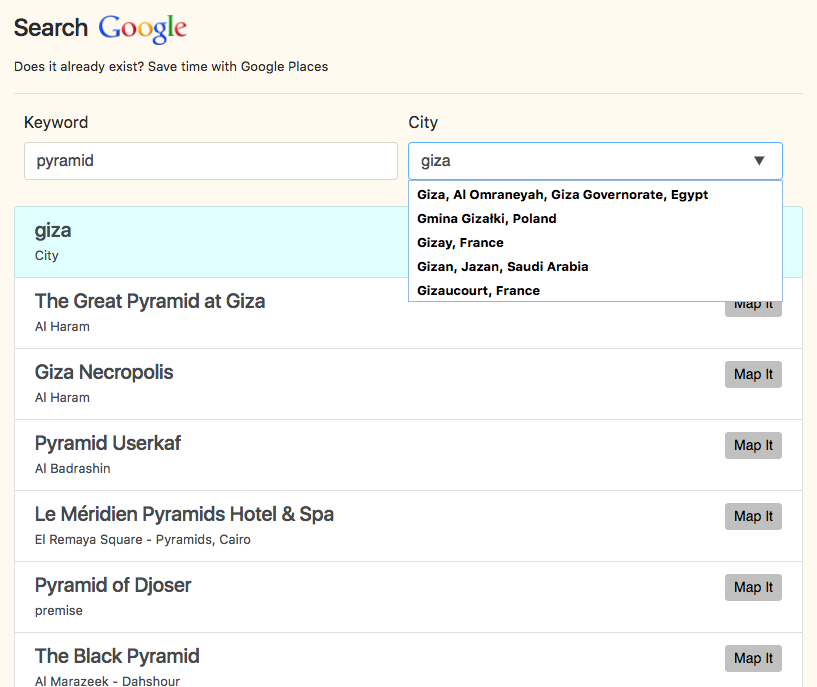 Search Google
Does it already exist? Save time with Google Places
Keyword
City
pyramid
giza
Giza, Al Omraneyah, Giza Governorate, Egypt
Gmina Gizałki, Poland
Gizay, France
Gizan, Jazan, Saudi Arabia
Gizaucourt, France
giza
City
The Great Pyramid at Giza
Map It
Al Haram
Giza Necropolis
Map It
Al Haram
Pyramid Userkaf
Map It
Al Badrashin
Le Méridien Pyramids Hotel & Spa
Map It
El Remaya Square - Pyramids, Cairo
Pyramid of Djoser
Map It
premise
The Black Pyramid
Map It
Al Marazeek - Dahshour